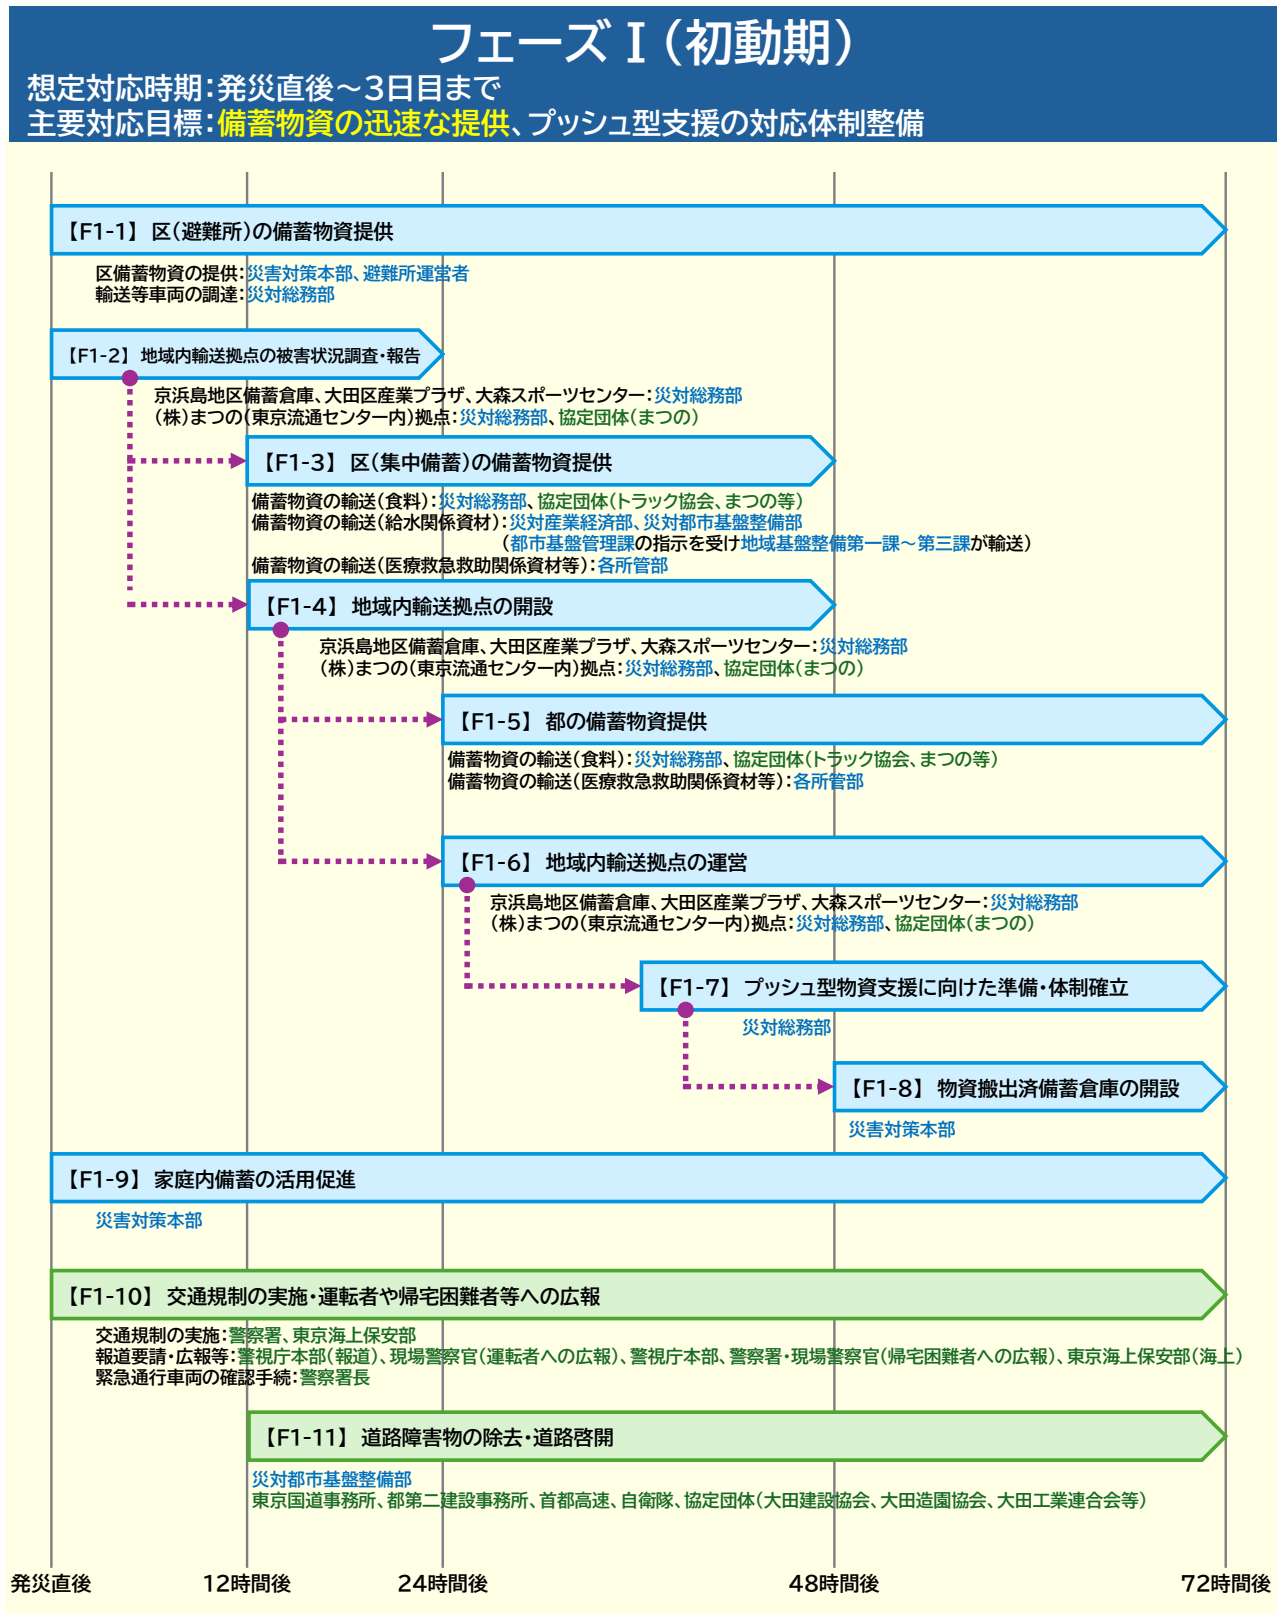 フェーズⅠ（初動期）
想定対応時期：発災直後～3日目まで
主要対応目標：備蓄物資の迅速な提供、プッシュ型支援の対応体制整備
【F1-1】 区（避難所）の備蓄物資提供
区備蓄物資の提供：災害対策本部、避難所運営者
輸送等車両の調達：災対総務部
【F1-2】 地域内輸送拠点の被害状況調査・報告
京浜島地区備蓄倉庫、大田区産業プラザ、大森スポーツセンター：災対総務部
（株）まつの（東京流通センター内）拠点：災対総務部、協定団体（まつの）
【F1-3】 区（集中備蓄）の備蓄物資提供
備蓄物資の輸送（食料）：災対総務部、協定団体（トラック協会、まつの等）
備蓄物資の輸送（給水関係資材）：災対産業経済部、災対都市基盤整備部
（都市基盤管理課の指示を受け地域基盤整備第一課～第三課が輸送）
備蓄物資の輸送（医療救急救助関係資材等）：各所管部
【F1-4】 地域内輸送拠点の開設
京浜島地区備蓄倉庫、大田区産業プラザ、大森スポーツセンター：災対総務部
（株）まつの（東京流通センター内）拠点：災対総務部、協定団体（まつの）
【F1-5】 都の備蓄物資提供
備蓄物資の輸送（食料）：災対総務部、協定団体（トラック協会、まつの等）
備蓄物資の輸送（医療救急救助関係資材等）：各所管部
【F1-6】 地域内輸送拠点の運営
京浜島地区備蓄倉庫、大田区産業プラザ、大森スポーツセンター：災対総務部
（株）まつの（東京流通センター内）拠点：災対総務部、協定団体（まつの）
【F1-7】 プッシュ型物資支援に向けた準備・体制確立
災対総務部
【F1-8】 物資搬出済備蓄倉庫の開設
災害対策本部
【F1-9】 家庭内備蓄の活用促進
災害対策本部
【F1-10】 交通規制の実施・運転者や帰宅困難者等への広報
交通規制の実施：警察署、東京海上保安部
報道要請・広報等：警視庁本部（報道）、現場警察官（運転者への広報）、警視庁本部、警察署・現場警察官（帰宅困難者への広報）、東京海上保安部（海上）
緊急通行車両の確認手続：警察署長
【F1-11】 道路障害物の除去・道路啓開
災対都市基盤整備部
東京国道事務所、都第二建設事務所、首都高速、自衛隊、協定団体（大田建設協会、大田造園協会、大田工業連合会等）
発災直後 12時間後 24時間後 48時間後 72時間後